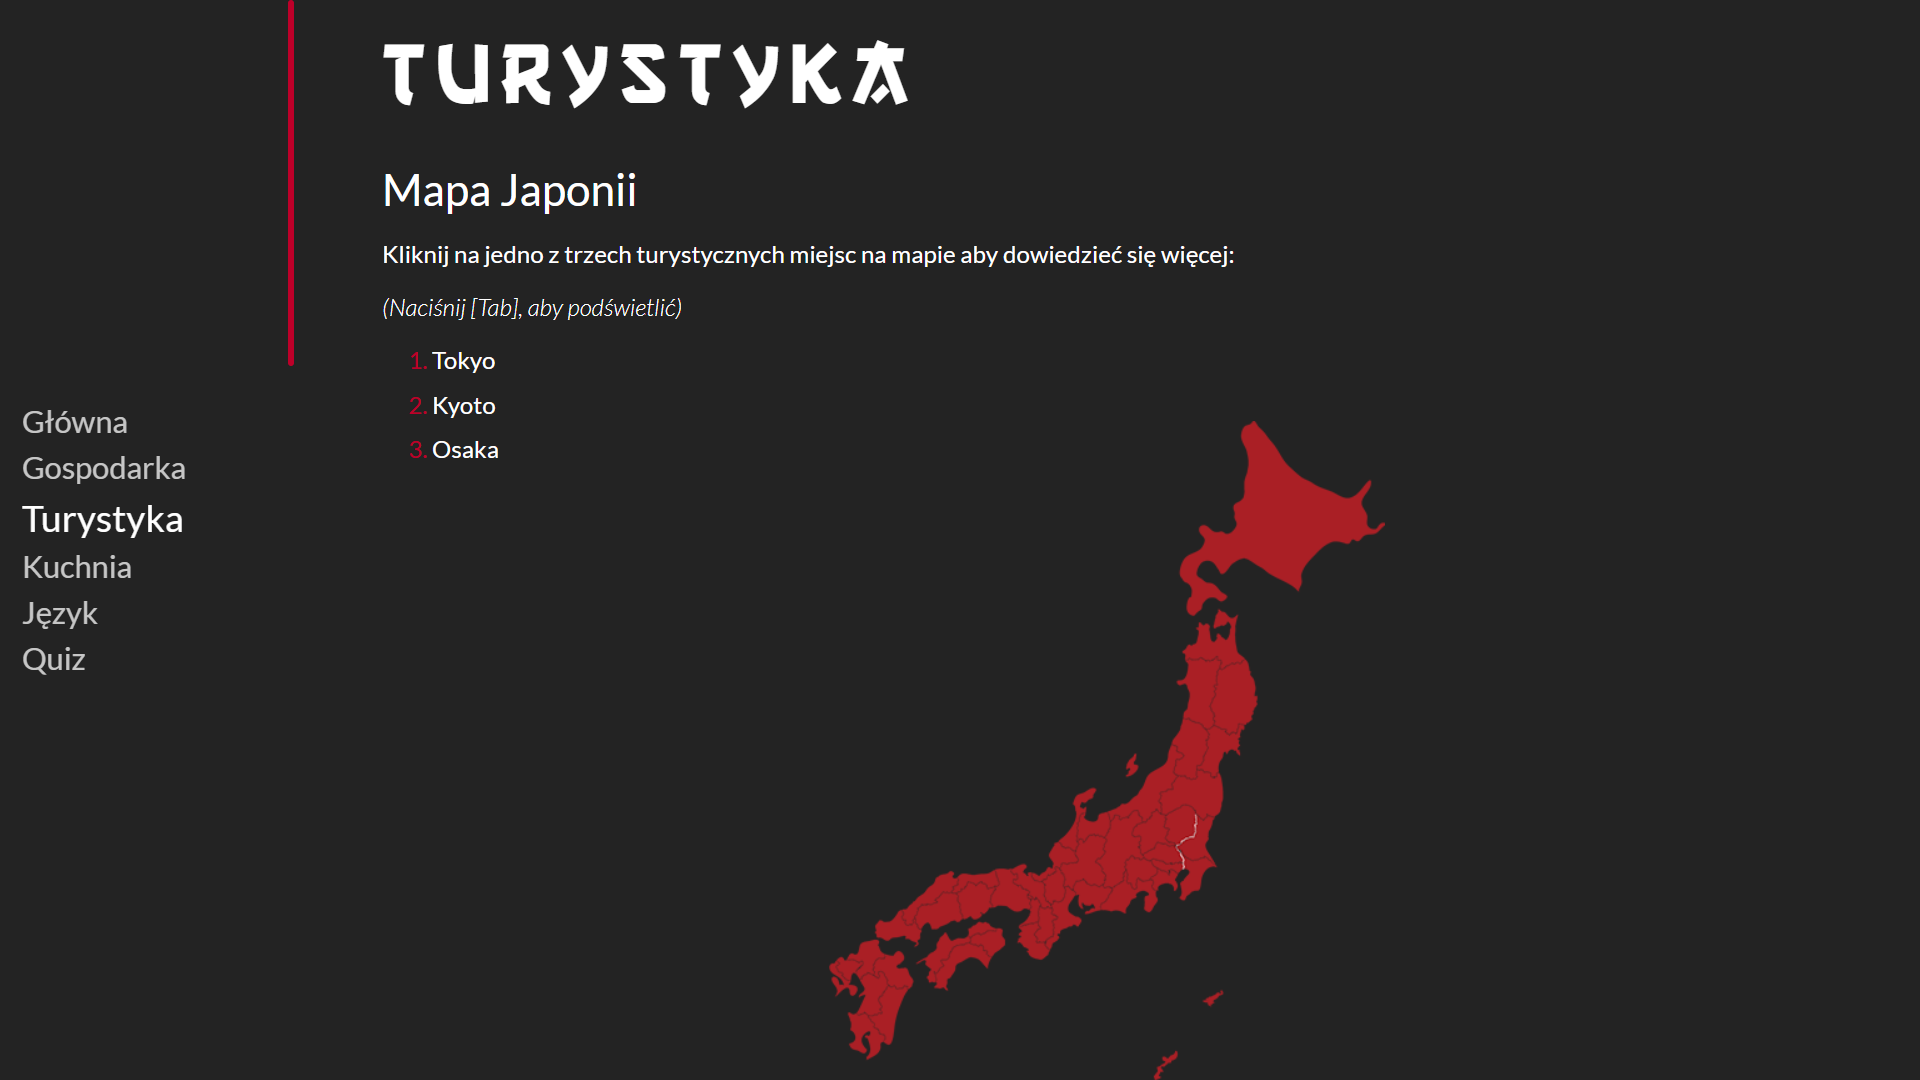 TURYSTYKA
Mapa Japonii
Kliknij na jedno z trzech turystycznych miejsc na mapie aby dowiedzieć się więcej:
(Naciśnij [Tab], aby podświetlić)
1. Tokyo
2. Kyoto
3. Osaka
Główna
Gospodarka
Turystyka
Kuchnia
Język
Quiz